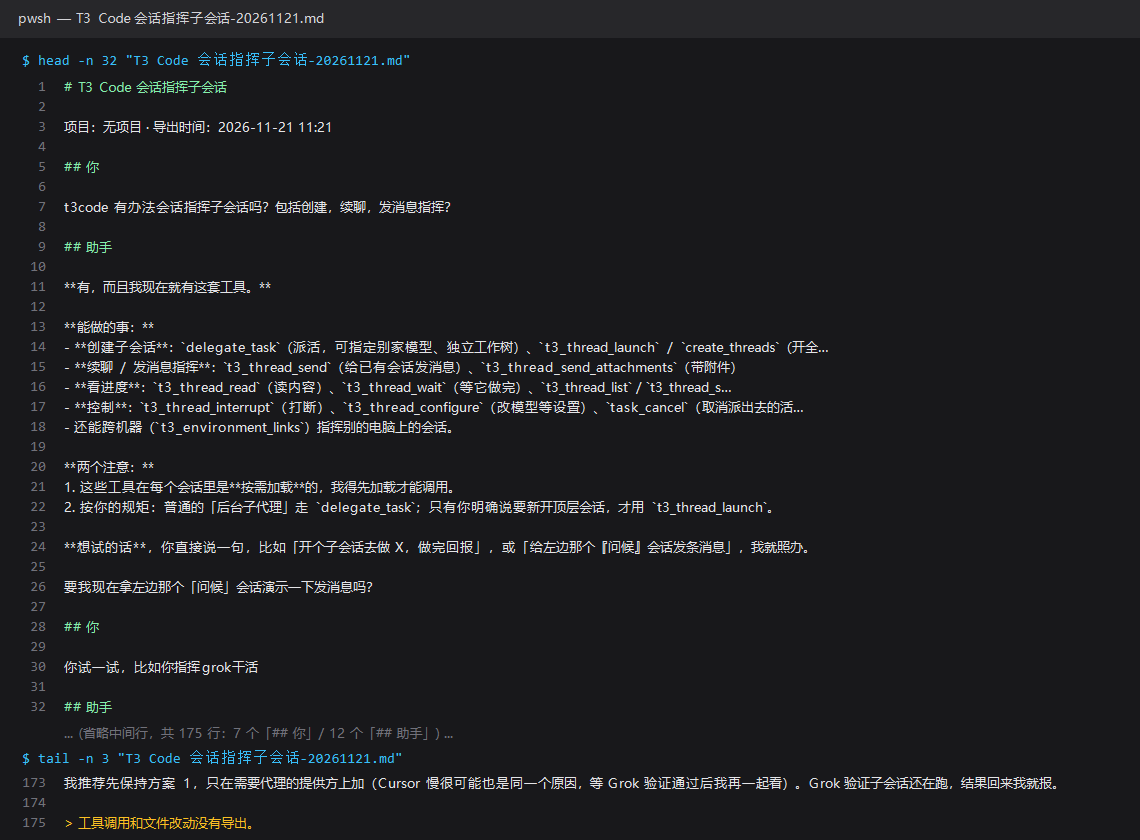 pwsh — T3 Code 会话指挥子会话-20261121.md
$ head -n 32 "T3 Code 会话指挥子会话-20261121.md"
1 # T3 Code 会话指挥子会话
2
3 项目：无项目 · 导出时间：2026-11-21 11:21
4
5 ## 你
6
7 t3code 有办法会话指挥子会话吗？包括创建，续聊，发消息指挥？
8
9 ## 助手
10
11 **有，而且我现在就有这套工具。**
12
13 **能做的事：**
14 - **创建子会话**：`delegate_task`（派活，可指定别家模型、独立工作树）、`t3_thread_launch` / `create_threads`（开全…
15 - **续聊 / 发消息指挥**：`t3_thread_send`（给已有会话发消息）、`t3_thread_send_attachments`（带附件）
16 - **看进度**：`t3_thread_read`（读内容）、`t3_thread_wait`（等它做完）、`t3_thread_list` / `t3_thread_s…
17 - **控制**：`t3_thread_interrupt`（打断）、`t3_thread_configure`（改模型等设置）、`task_cancel`（取消派出去的活…
18 - 还能跨机器（`t3_environment_links`）指挥别的电脑上的会话。
19
20 **两个注意：**
21 1. 这些工具在每个会话里是**按需加载**的，我得先加载才能调用。
22 2. 按你的规矩：普通的「后台子代理」走 `delegate_task`；只有你明确说要新开顶层会话，才用 `t3_thread_launch`。
23
24 **想试的话**，你直接说一句，比如「开个子会话去做 X，做完回报」，或「给左边那个『问候』会话发条消息」，我就照办。
25
26 要我现在拿左边那个「问候」会话演示一下发消息吗？
27
28 ## 你
29
30 你试一试，比如你指挥grok干活
31
32 ## 助手
… (省略中间行，共 175 行：7 个「## 你」/ 12 个「## 助手」) …
$ tail -n 3 "T3 Code 会话指挥子会话-20261121.md"
173 我推荐先保持方案 1，只在需要代理的提供方上加（Cursor 慢很可能也是同一个原因，等 Grok 验证通过后我再一起看）。Grok 验证子会话还在跑，结果回来我就报。
174
175 > 工具调用和文件改动没有导出。